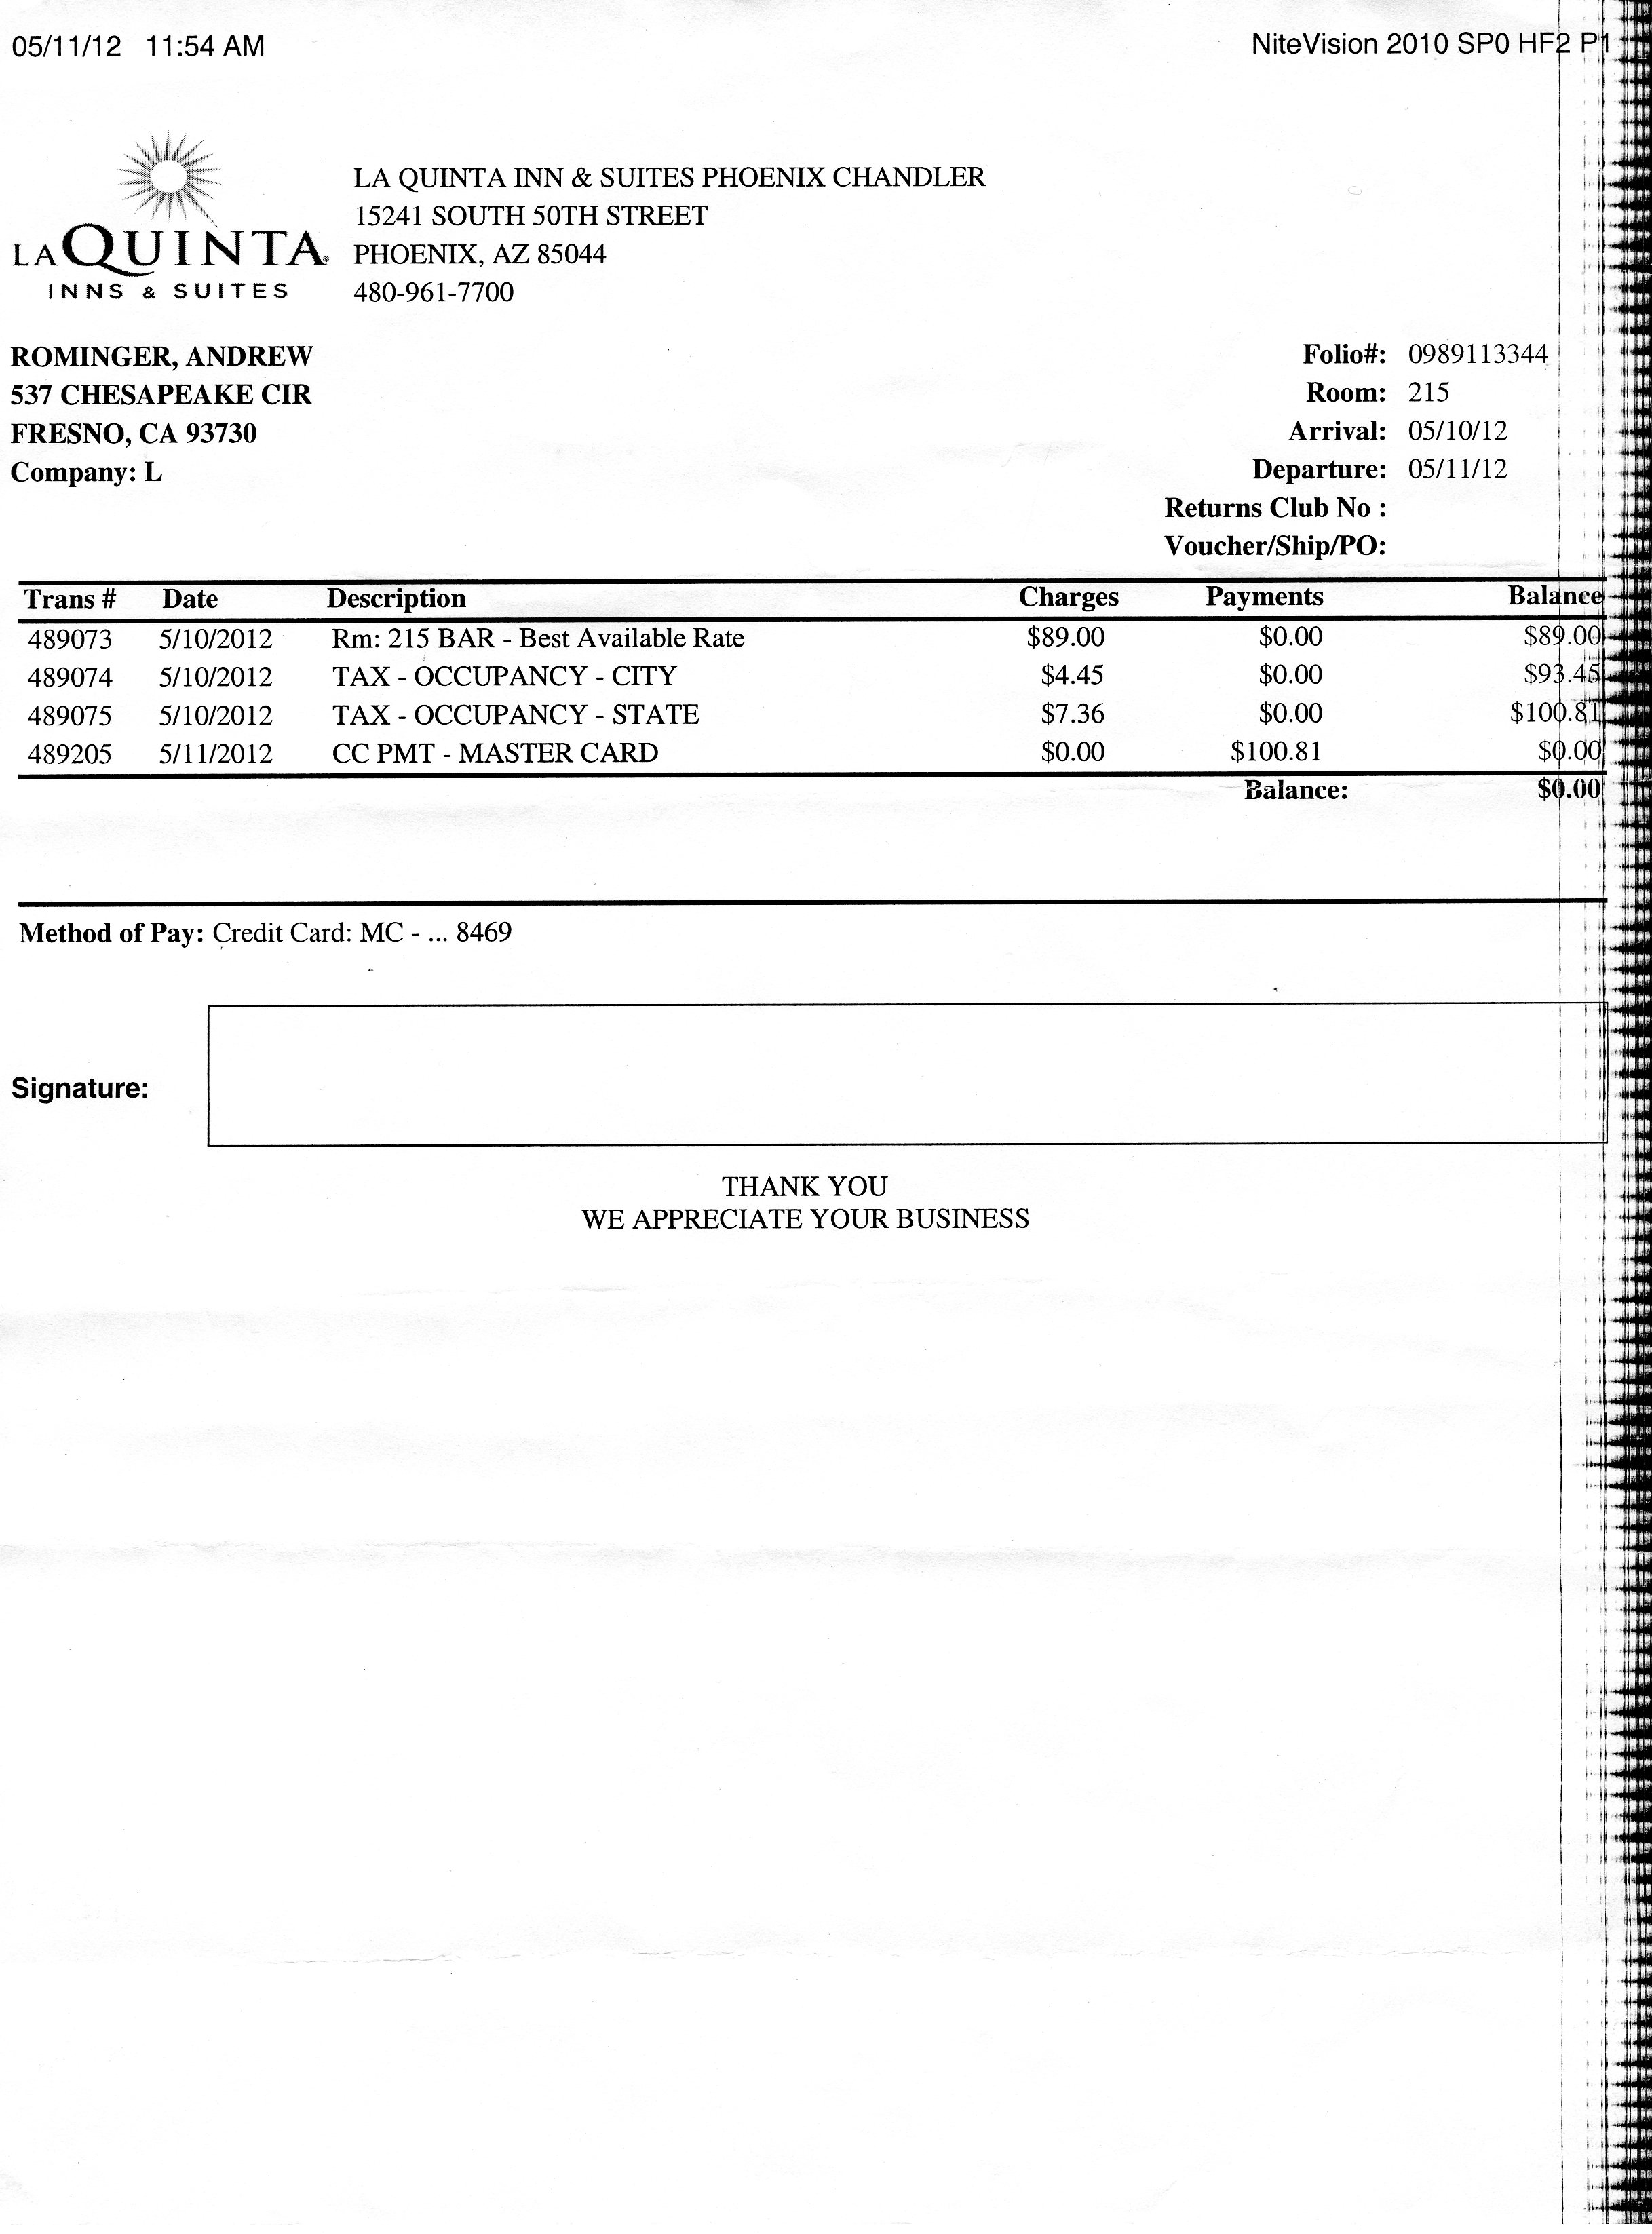 05/11/12 11:54 AM NiteVision 2010 SP0 HF2 P1
LA QUINTA®
INNS & SUITES
LA QUINTA INN & SUITES PHOENIX CHANDLER
15241 SOUTH 50TH STREET
PHOENIX, AZ 85044
480-961-7700
ROMINGER, ANDREW
537 CHESAPEAKE CIR
FRESNO, CA 93730
Company: L
Folio#: 0989113344
Room: 215
Arrival: 05/10/12
Departure: 05/11/12
Returns Club No :
Voucher/Ship/PO:
Trans # Date Description Charges Payments Balance
489073 5/10/2012 Rm: 215 BAR - Best Available Rate $89.00 $0.00 $89.00
489074 5/10/2012 TAX - OCCUPANCY - CITY $4.45 $0.00 $93.45
489075 5/10/2012 TAX - OCCUPANCY - STATE $7.36 $0.00 $100.81
489205 5/11/2012 CC PMT - MASTER CARD $0.00 $100.81 $0.00
Balance: $0.00
Method of Pay: Credit Card: MC - ... 8469
Signature:
THANK YOU
WE APPRECIATE YOUR BUSINESS